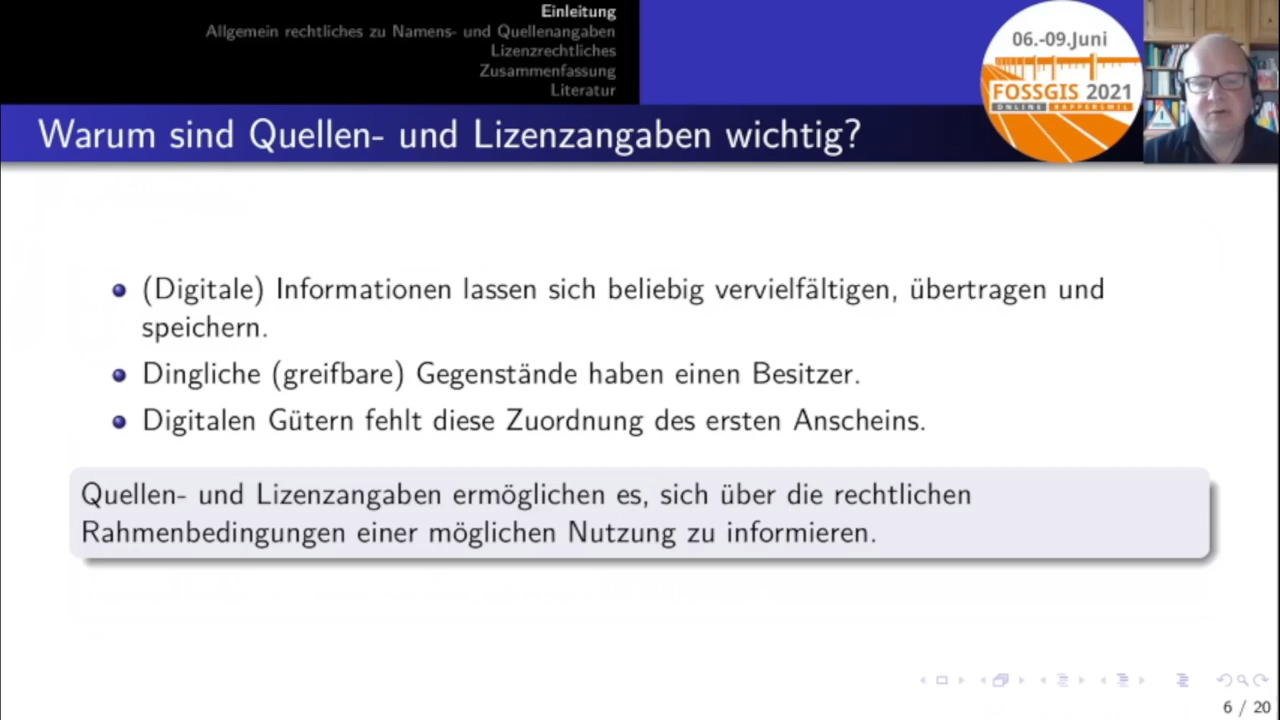 Einleitung
Allgemein rechtliches zu Namens- und Quellenangaben
Lizenzrechtliches
Zusammenfassung
Literatur
06.-09.Juni
FOSSGIS 2021
ONLINE RAPPERSWIL
Warum sind Quellen- und Lizenzangaben wichtig?
(Digitale) Informationen lassen sich beliebig vervielfältigen, übertragen und
speichern.
Dingliche (greifbare) Gegenstände haben einen Besitzer.
Digitalen Gütern fehlt diese Zuordnung des ersten Anscheins.
Quellen- und Lizenzangaben ermöglichen es, sich über die rechtlichen
Rahmenbedingungen einer möglichen Nutzung zu informieren.
6 / 20